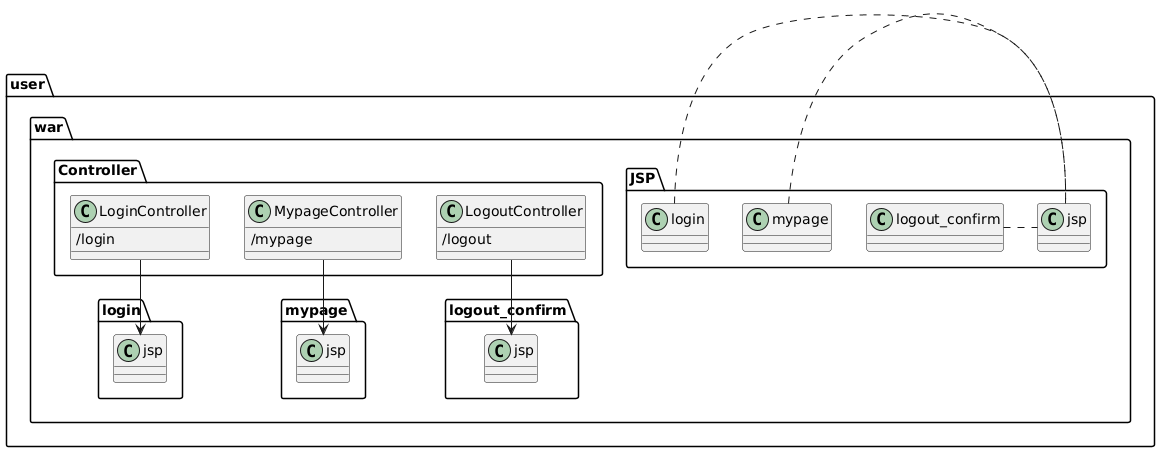 user
war
Controller
JSP
C LoginController
/login
C MypageController
/mypage
C LogoutController
/logout
C login
C mypage
C logout_confirm
C jsp
login
C jsp
mypage
C jsp
logout_confirm
C jsp